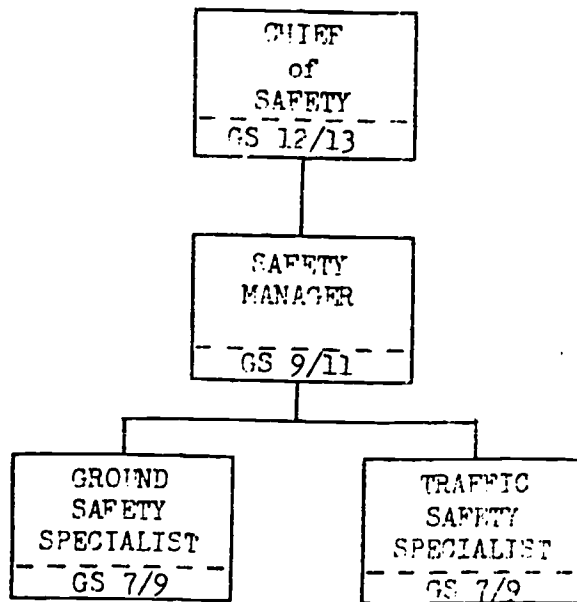 CHIEF
of
SAFETY
GS 12/13
SAFETY
MANAGER
GS 9/11
GROUND
SAFETY
SPECIALIST
GS 7/9
TRAFFIC
SAFETY
SPECIALIST
GS 7/9